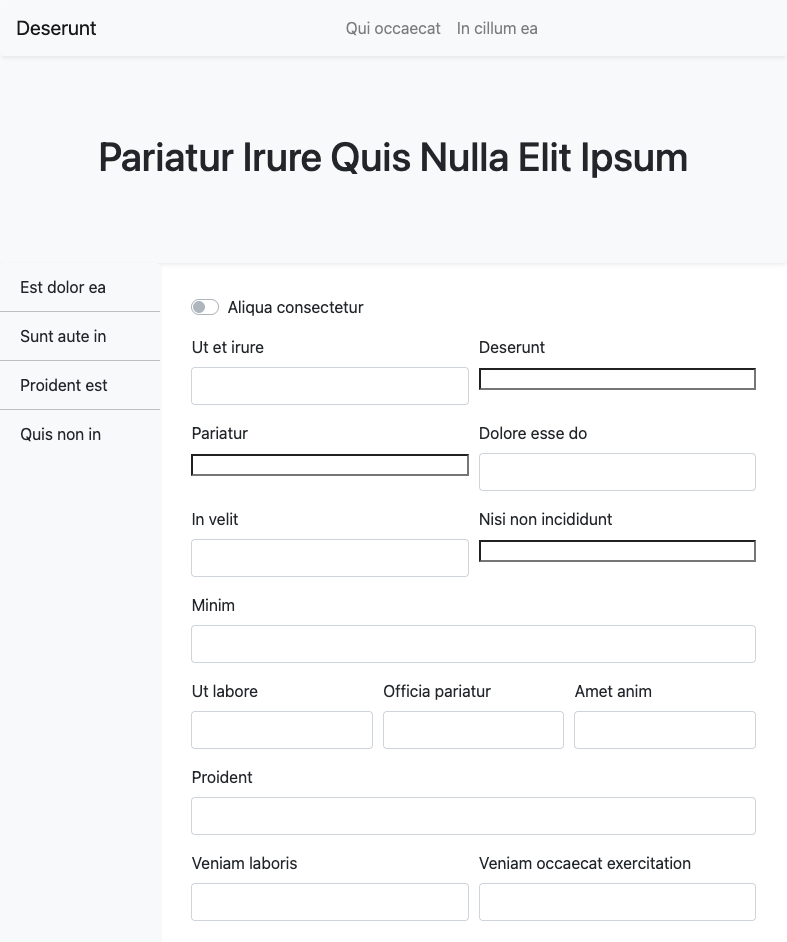 Deserunt
Qui occaecat In cillum ea
Pariatur Irure Quis Nulla Elit Ipsum
Est dolor ea
Sunt aute in
Proident est
Quis non in
Aliqua consectetur
Ut et irure
Deserunt
Pariatur
Dolore esse do
In velit
Nisi non incididunt
Minim
Ut labore
Officia pariatur
Amet anim
Proident
Veniam laboris
Veniam occaecat exercitation